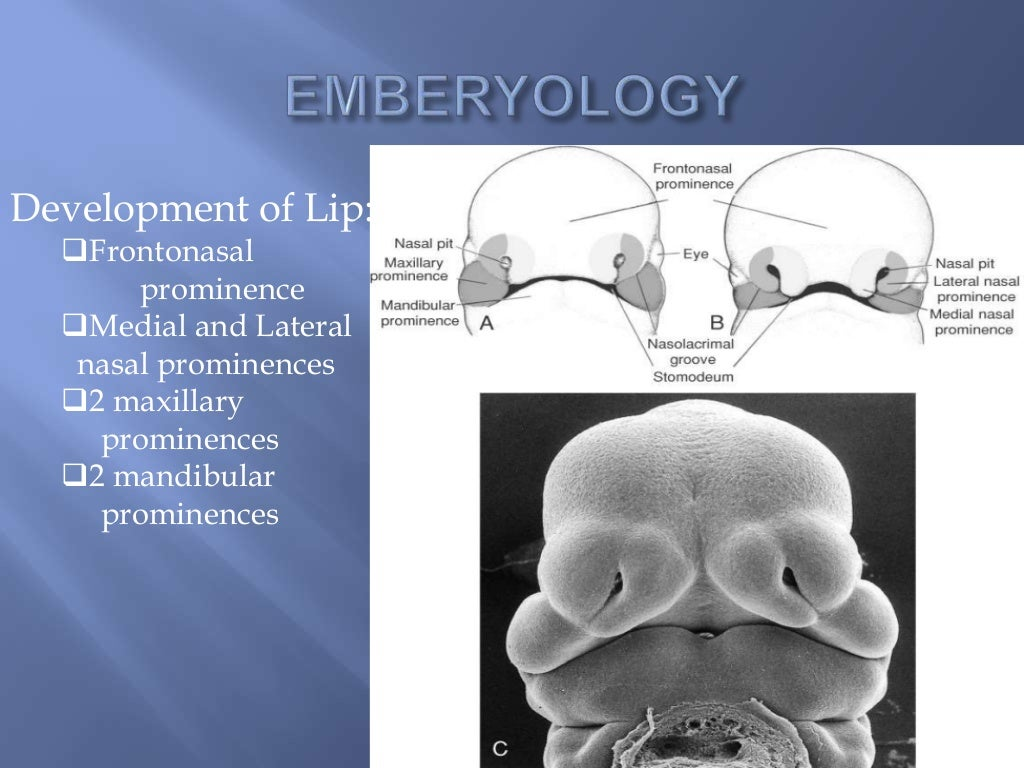 EMBERYOLOGY
Development of Lip:
❑Frontonasal
prominence
❑Medial and Lateral
nasal prominences
❑2 maxillary
prominences
❑2 mandibular
prominences
Frontonasal
prominence
Nasal pit
Maxillary
prominence
Mandibular
prominence
A
Eye
B
Nasal pit
Lateral nasal
prominence
Medial nasal
prominence
Nasolacrimal
groove
Stomodeum
C